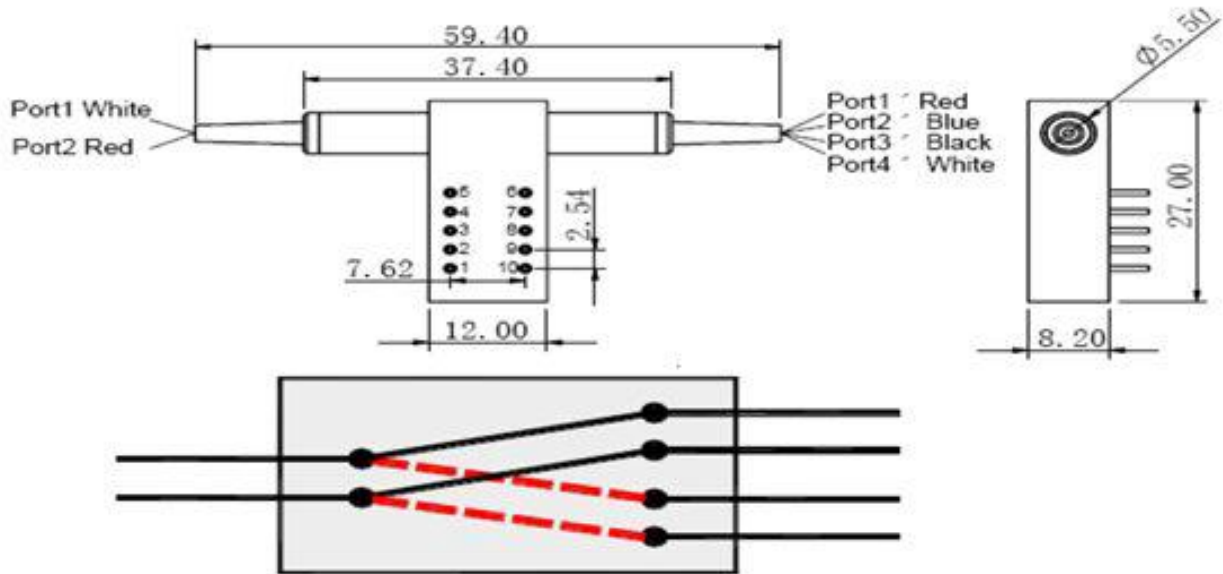 59.40
37.40
Φ5.50
Port1 White
Port2 Red
Port1 ´ Red
Port2 ´ Blue
Port3 ´ Black
Port4 ´ White
5 6
4 7
3 8
2 9
1 10
2.54
7.62
12.00
27.00
8.20